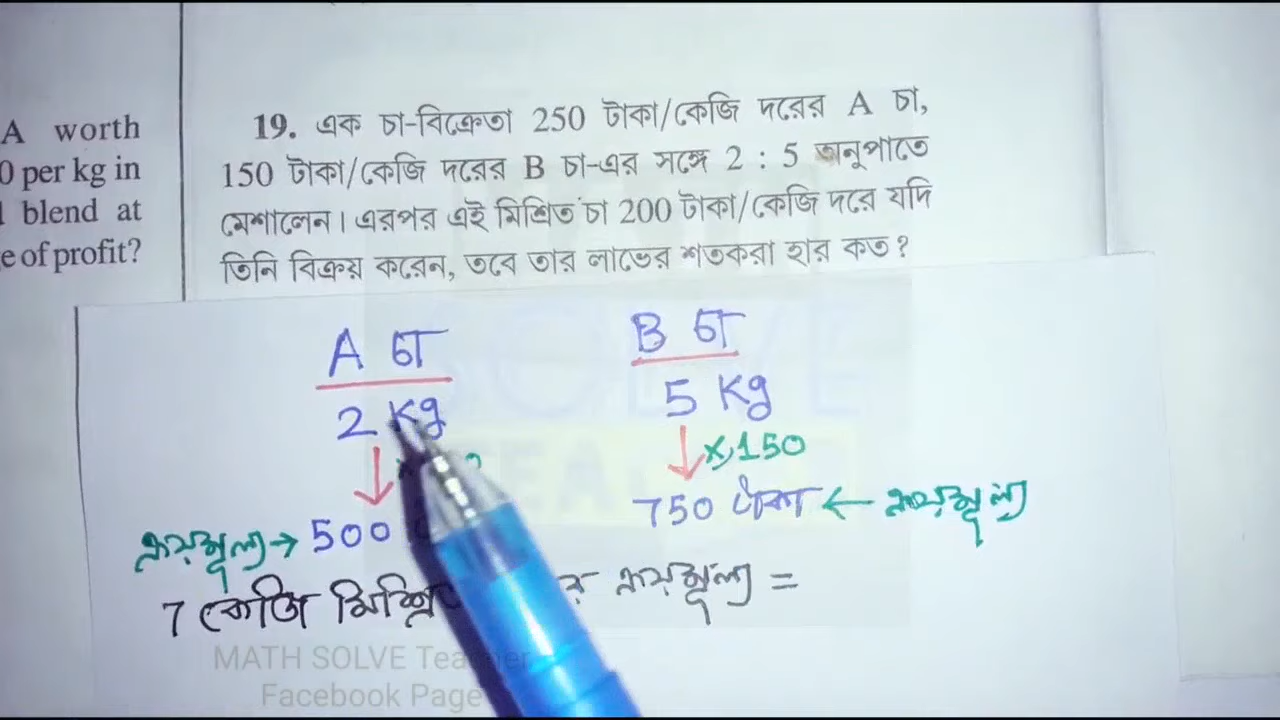 A worth
0 per kg in
l blend at
e of profit?
19. এক চা-বিক্রেতা 250 টাকা/কেজি দরের A চা,
150 টাকা/কেজি দরের B চা-এর সঙ্গে 2 : 5 অনুপাতে
মেশালেন। এরপর এই মিশ্রিত চা 200 টাকা/কেজি দরে যদি
তিনি বিক্রয় করেন, তবে তার লাভের শতকরা হার কত?
A চা B চা
2 Kg 5 Kg
x 150
ক্রয়মূল্য → 500 750 টাকা ← ক্রয়মূল্য
7 কেজি ক্রয়মূল্য =
MATH SOLVE Teacher
Facebook Page